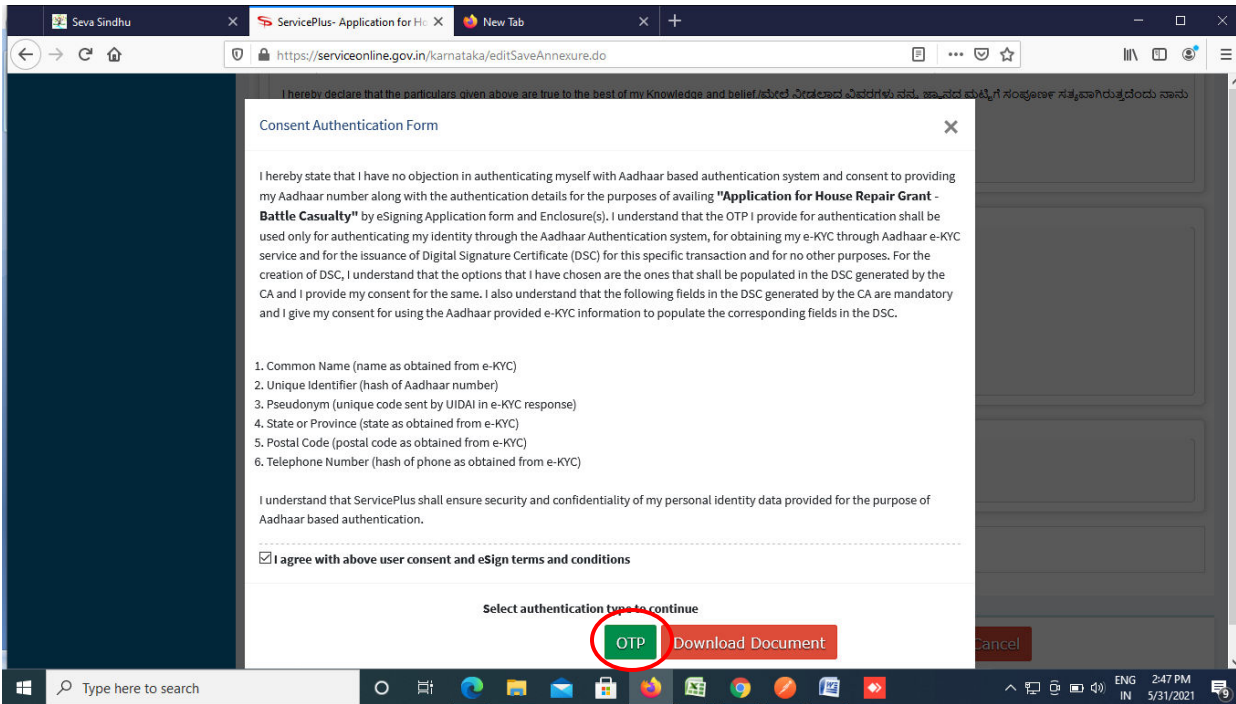 Seva Sindhu
ServicePlus- Application for Ho
New Tab
https://serviceonline.gov.in/karnataka/editSaveAnnexure.do
I hereby declare that the particulars given above are true to the best of my Knowledge and belief./ಮೇಲೆ ನೀಡಲಾದ ವಿವರಗಳು ನನ್ನ ಜ್ಞಾನದ ಮಟ್ಟಿಗೆ ಸಂಪೂರ್ಣ ಸತ್ಯವಾಗಿರುತ್ತದೆಂದು ನಾನು
Consent Authentication Form
I hereby state that I have no objection in authenticating myself with Aadhaar based authentication system and consent to providing
my Aadhaar number along with the authentication details for the purposes of availing "Application for House Repair Grant -
Battle Casualty" by eSigning Application form and Enclosure(s). I understand that the OTP I provide for authentication shall be
used only for authenticating my identity through the Aadhaar Authentication system, for obtaining my e-KYC through Aadhaar e-KYC
service and for the issuance of Digital Signature Certificate (DSC) for this specific transaction and for no other purposes. For the
creation of DSC, I understand that the options that I have chosen are the ones that shall be populated in the DSC generated by the
CA and I provide my consent for the same. I also understand that the following fields in the DSC generated by the CA are mandatory
and I give my consent for using the Aadhaar provided e-KYC information to populate the corresponding fields in the DSC.
1. Common Name (name as obtained from e-KYC)
2. Unique Identifier (hash of Aadhaar number)
3. Pseudonym (unique code sent by UIDAI in e-KYC response)
4. State or Province (state as obtained from e-KYC)
5. Postal Code (postal code as obtained from e-KYC)
6. Telephone Number (hash of phone as obtained from e-KYC)
I understand that ServicePlus shall ensure security and confidentiality of my personal identity data provided for the purpose of
Aadhaar based authentication.
I agree with above user consent and eSign terms and conditions
Select authentication type to continue
OTP Download Document
Cancel
Type here to search
ENG 2:47 PM
IN 5/31/2021